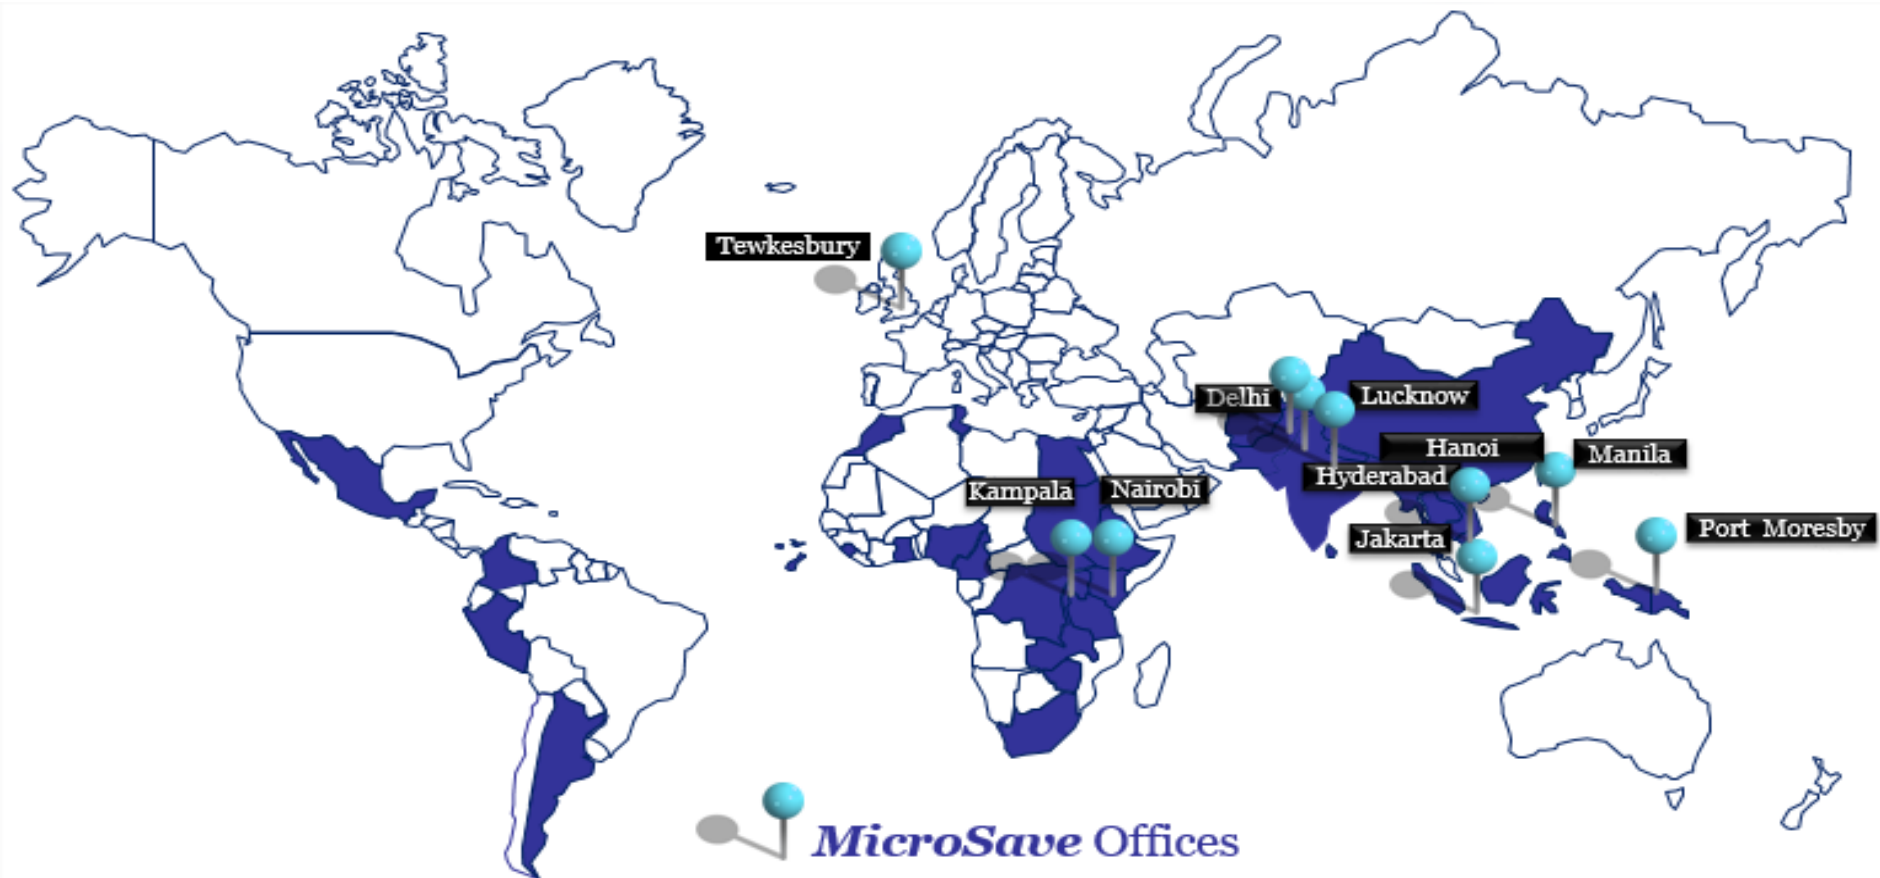 Tewkesbury
Delhi
Lucknow
Hanoi
Manila
Hyderabad
Kampala
Nairobi
Jakarta
Port Moresby
MicroSave Offices